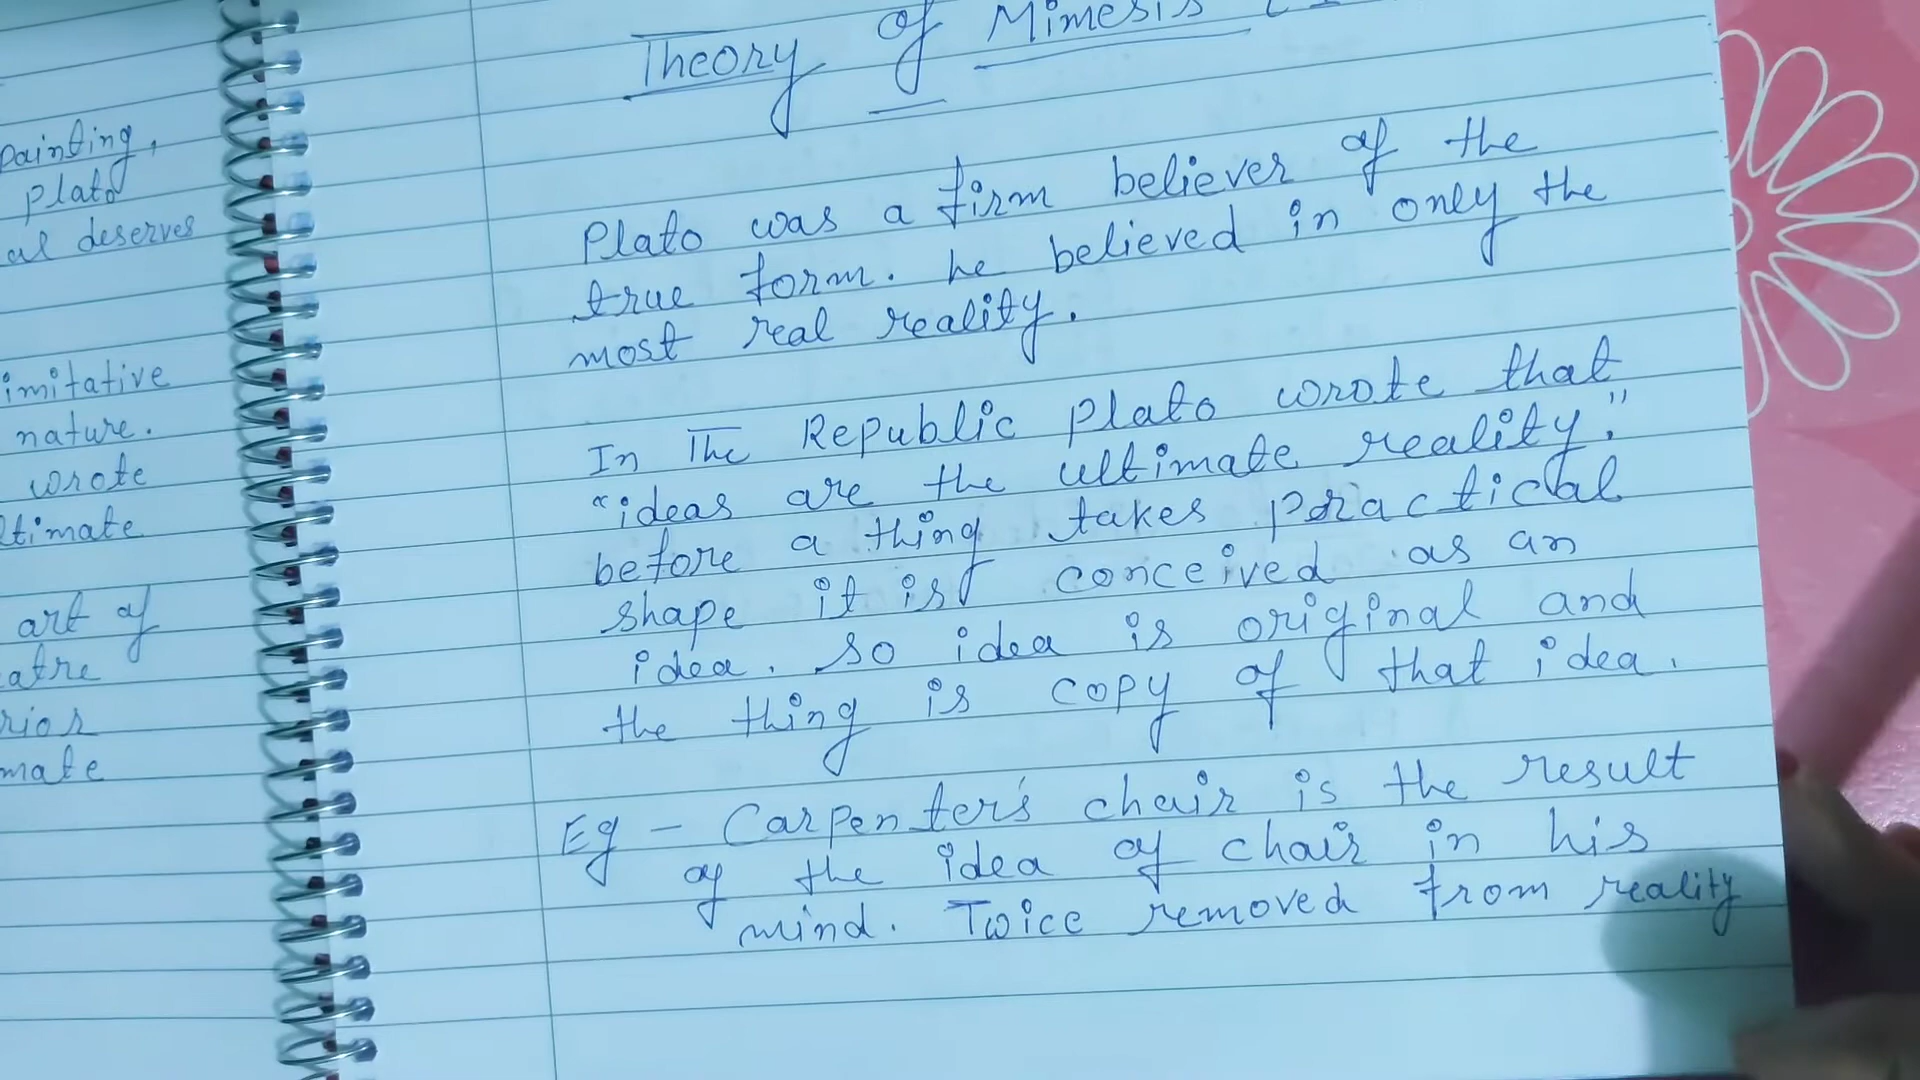 painting,
Plato
al deserves
imitative
nature.
wrote
ltimate
art of
atre
rior
mate
Theory of Mimesis (
Plato was a firm believer of the
true form. he believed in only the
most real reality.
In The Republic Plato wrote that
"ideas are the ultimate reality."
before a thing takes practical
shape it is conceived as an
idea. so idea is original and
the thing is copy of that idea.
Eg - Carpenter's chair is the result
of the idea of chair in his
mind. Twice removed from reality